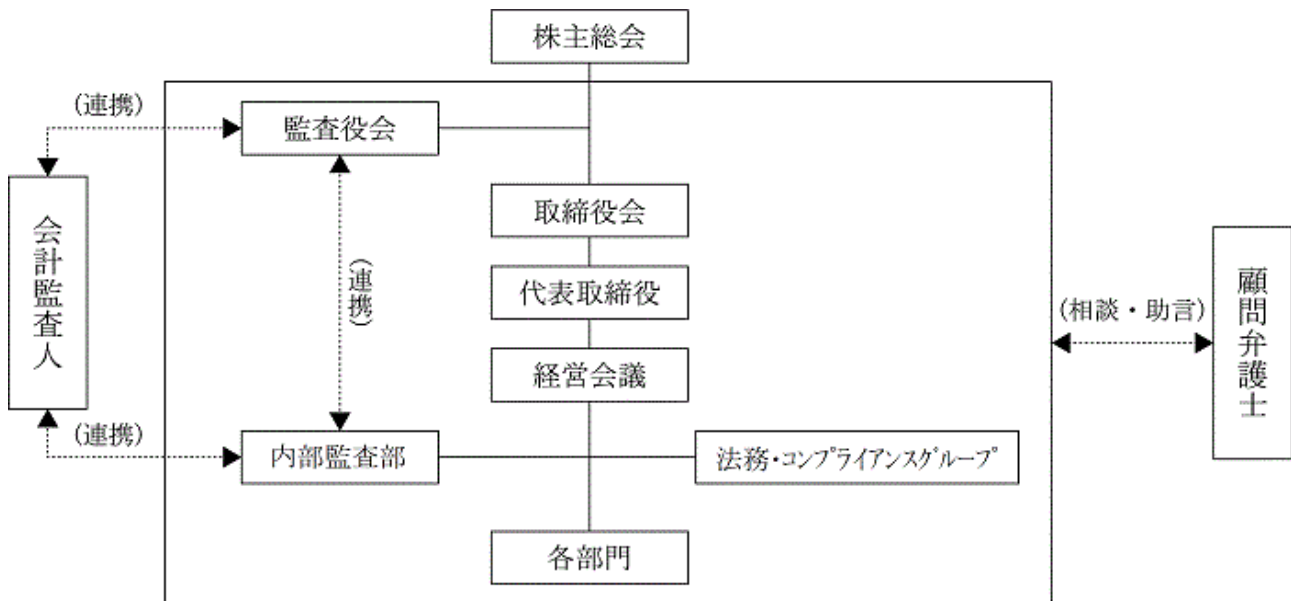 株主総会
(連携)
監査役会
会計監査人
取締役会
(連携)
代表取締役
(相談・助言)
顧問弁護士
経営会議
(連携)
内部監査部
法務・コンプライアンスグループ
各部門